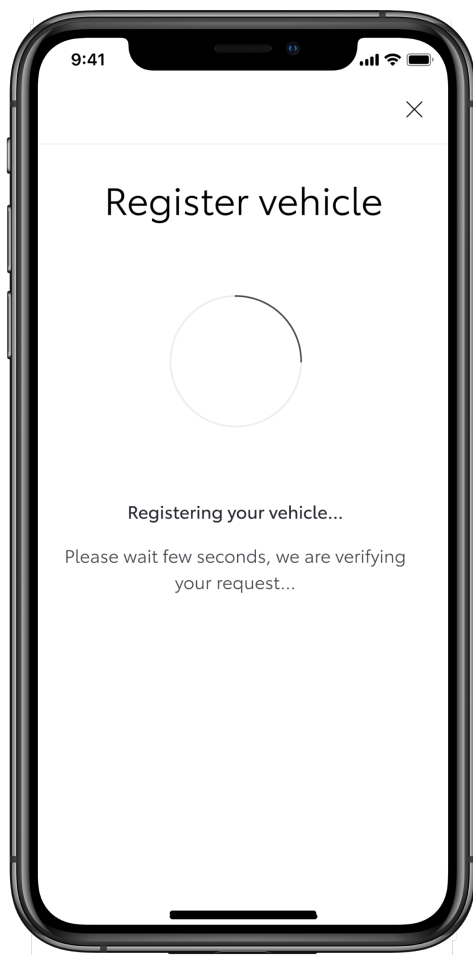 9:41
Register vehicle
Registering your vehicle...
Please wait few seconds, we are verifying
your request...